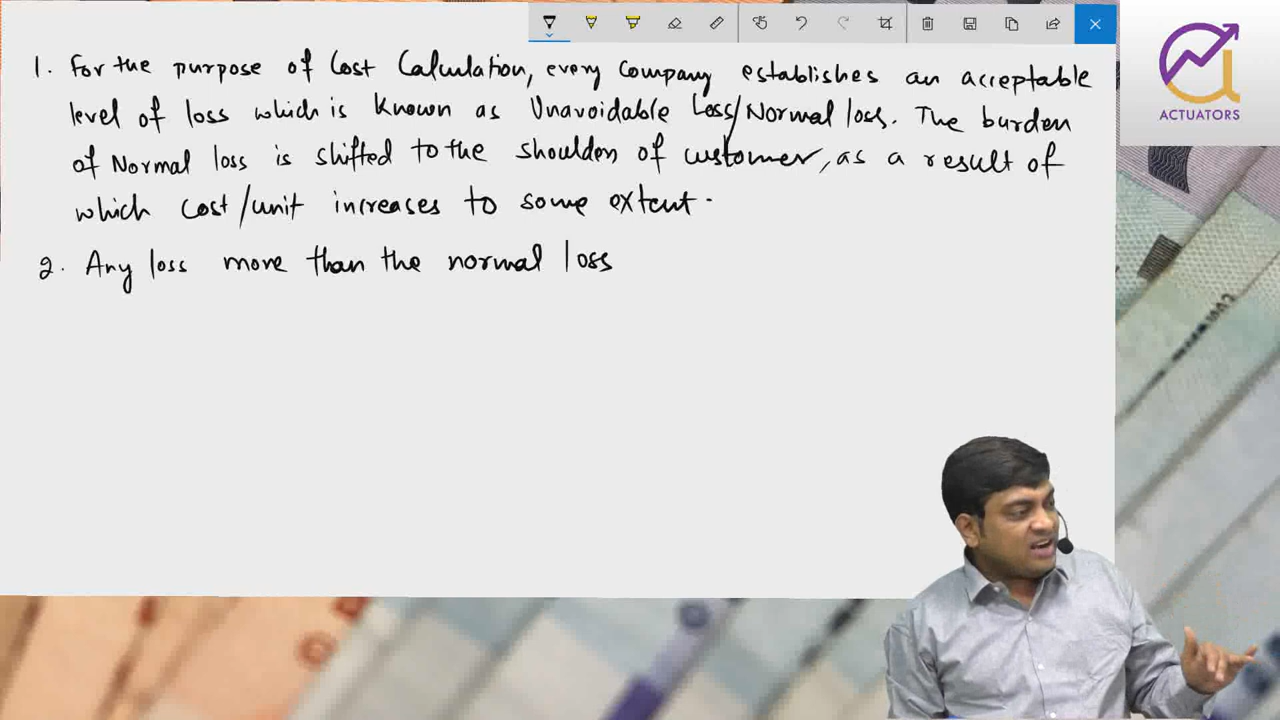 ACTUATORS
1. For the purpose of Cost Calculation, every Company establishes an acceptable
level of loss which is known as Unavoidable Loss/Normal loss. The burden
of Normal loss is shifted to the shoulder of customer, as a result of
which cost/unit increases to some extent.
2. Any loss more than the normal loss